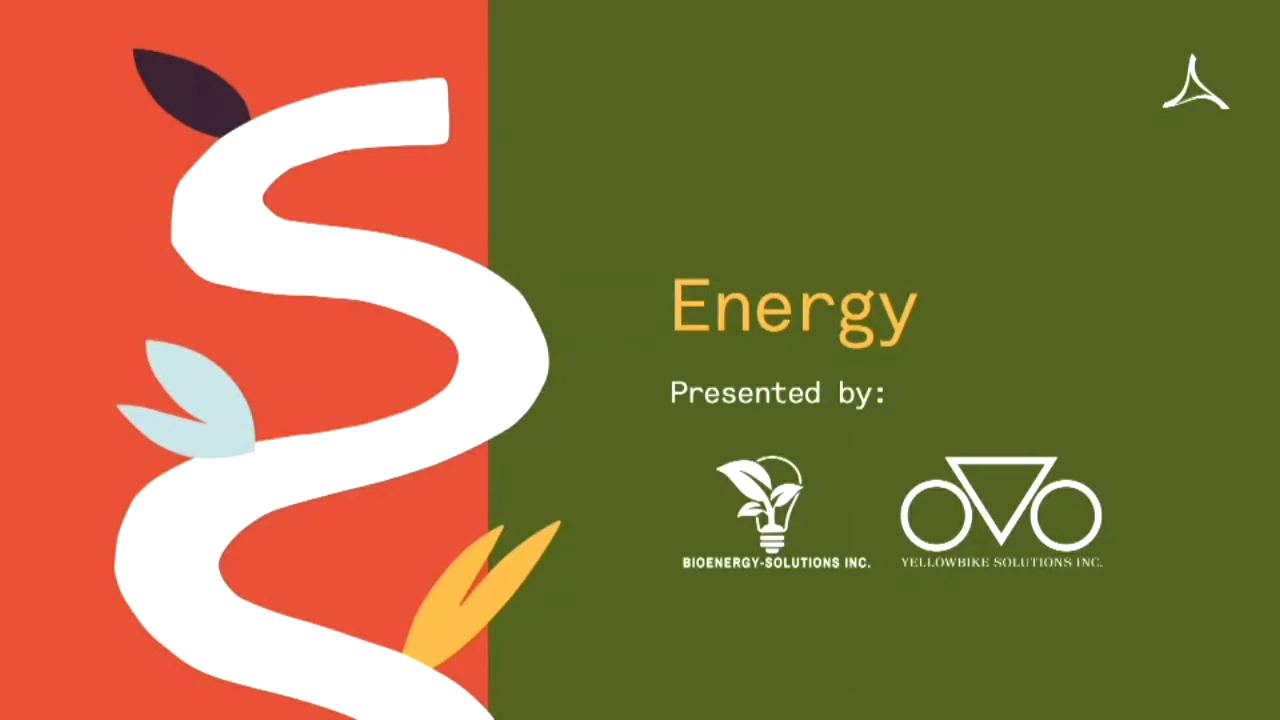 Energy
Presented by:
BIOENERGY-SOLUTIONS INC.
YELLOWBIKE SOLUTIONS INC.